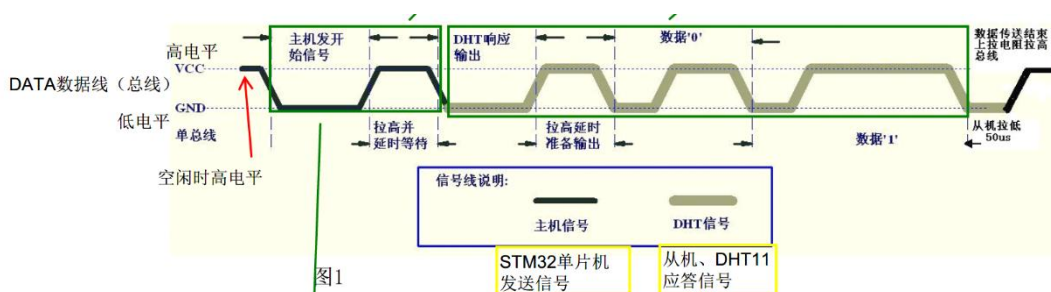 主机发开
始信号
DHT响应
输出
数据'0'
数据传送结束
上拉电阻拉高
总线
高电平
VCC
DATA数据线（总线）
GND
低电平
单总线
拉高并
延时等待
拉高延时
准备输出
数据'1'
从机拉低
50us
空闲时高电平
信号线说明:
主机信号
DHT信号
图1
STM32单片机
发送信号
从机、DHT11
应答信号